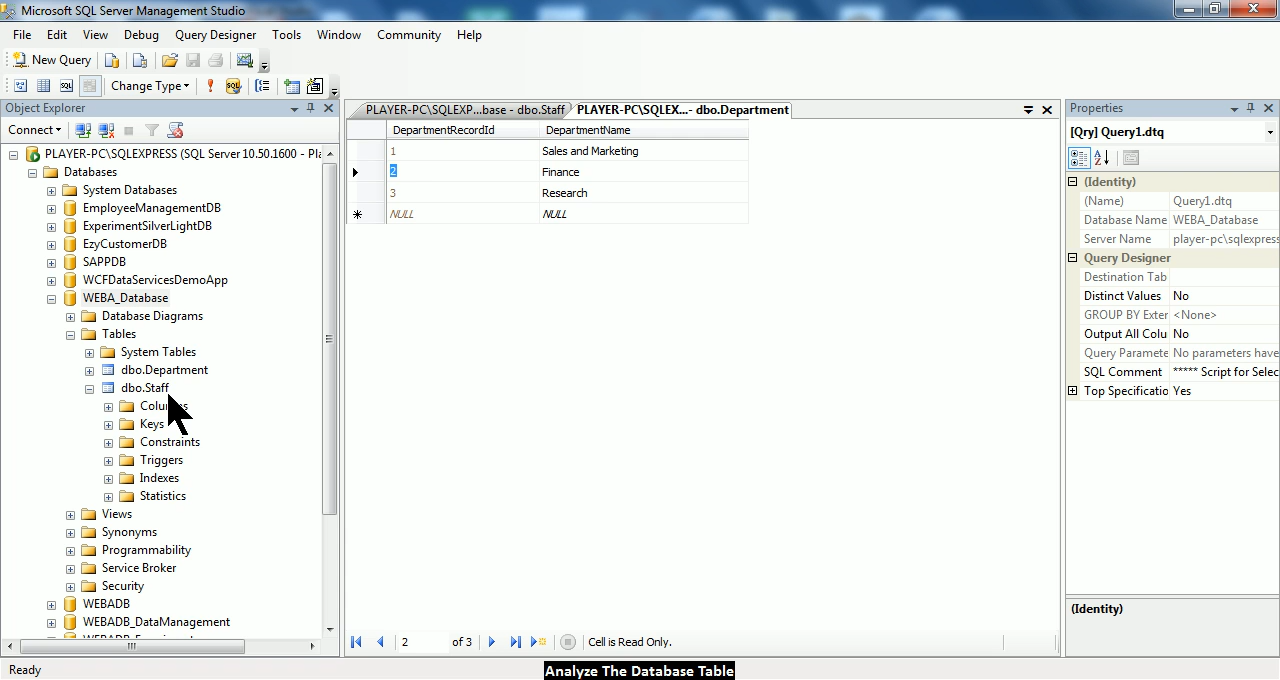 Microsoft SQL Server Management Studio
File Edit View Debug Query Designer Tools Window Community Help
New Query
Change Type
Object Explorer
Connect
PLAYER-PC\SQLEXPRESS (SQL Server 10.50.1600 - Pla
Databases
System Databases
EmployeeManagementDB
ExperimentSilverLightDB
EzyCustomerDB
SAPPDB
WCFDataServicesDemoApp
WEBA_Database
Database Diagrams
Tables
System Tables
dbo.Department
dbo.Staff
Keys
Constraints
Triggers
Indexes
Statistics
Views
Synonyms
Programmability
Service Broker
Security
WEBADB
WEBADB_DataManagement
PLAYER-PC\SQLEXP...base - dbo.Staff
PLAYER-PC\SQLEX...- dbo.Department
DepartmentRecordId DepartmentName
1 Sales and Marketing
2 Finance
3 Research
NULL NULL
2 of 3 Cell is Read Only.
Properties
[Qry] Query1.dtq
(Identity)
(Name) Query1.dtq
Database Name WEBA_Database
Server Name player-pc\sqlexpress
Query Designer
Destination Tab
Distinct Values No
GROUP BY Exter <None>
Output All Colu No
Query Paramete No parameters have
SQL Comment ***** Script for Selec
Top Specificatio Yes
(Identity)
Ready
Analyze The Database Table